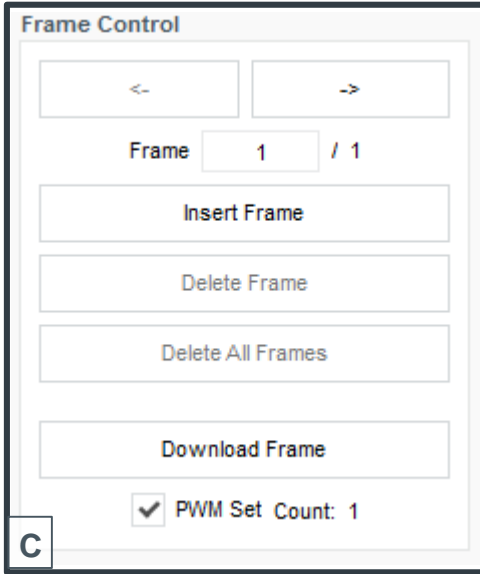 Frame Control
<- ->
Frame 1 / 1
Insert Frame
Delete Frame
Delete All Frames
Download Frame
PWM Set Count: 1
C